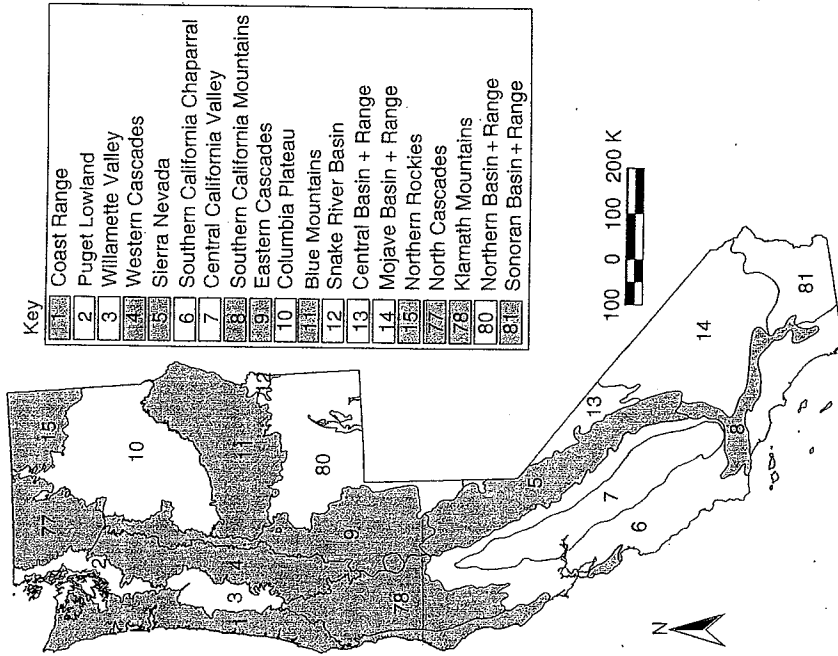 Key
1 Coast Range
2 Puget Lowland
3 Willamette Valley
4 Western Cascades
5 Sierra Nevada
6 Southern California Chaparral
7 Central California Valley
8 Southern California Mountains
9 Eastern Cascades
10 Columbia Plateau
11 Blue Mountains
12 Snake River Basin
13 Central Basin + Range
14 Mojave Basin + Range
15 Northern Rockies
77 North Cascades
78 Klamath Mountains
80 Northern Basin + Range
81 Sonoran Basin + Range
77
15
2
10
1
4
3
11
12
9
80
78
5
13
7
6
14
8
81
N
100 0 100 200 K